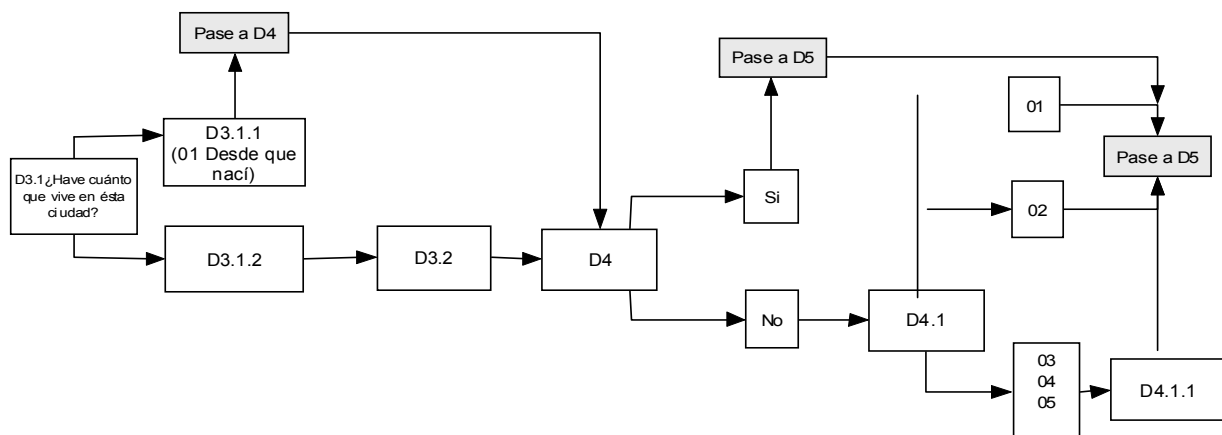 Pase a D4
Pase a D5
01
D3.1.1
(01 Desde que
nací)
Pase a D5
D3.1¿Have cuánto
que vive en ésta
ciudad?
Si
02
D3.1.2
D3.2
D4
No
D4.1
03
04
05
D4.1.1